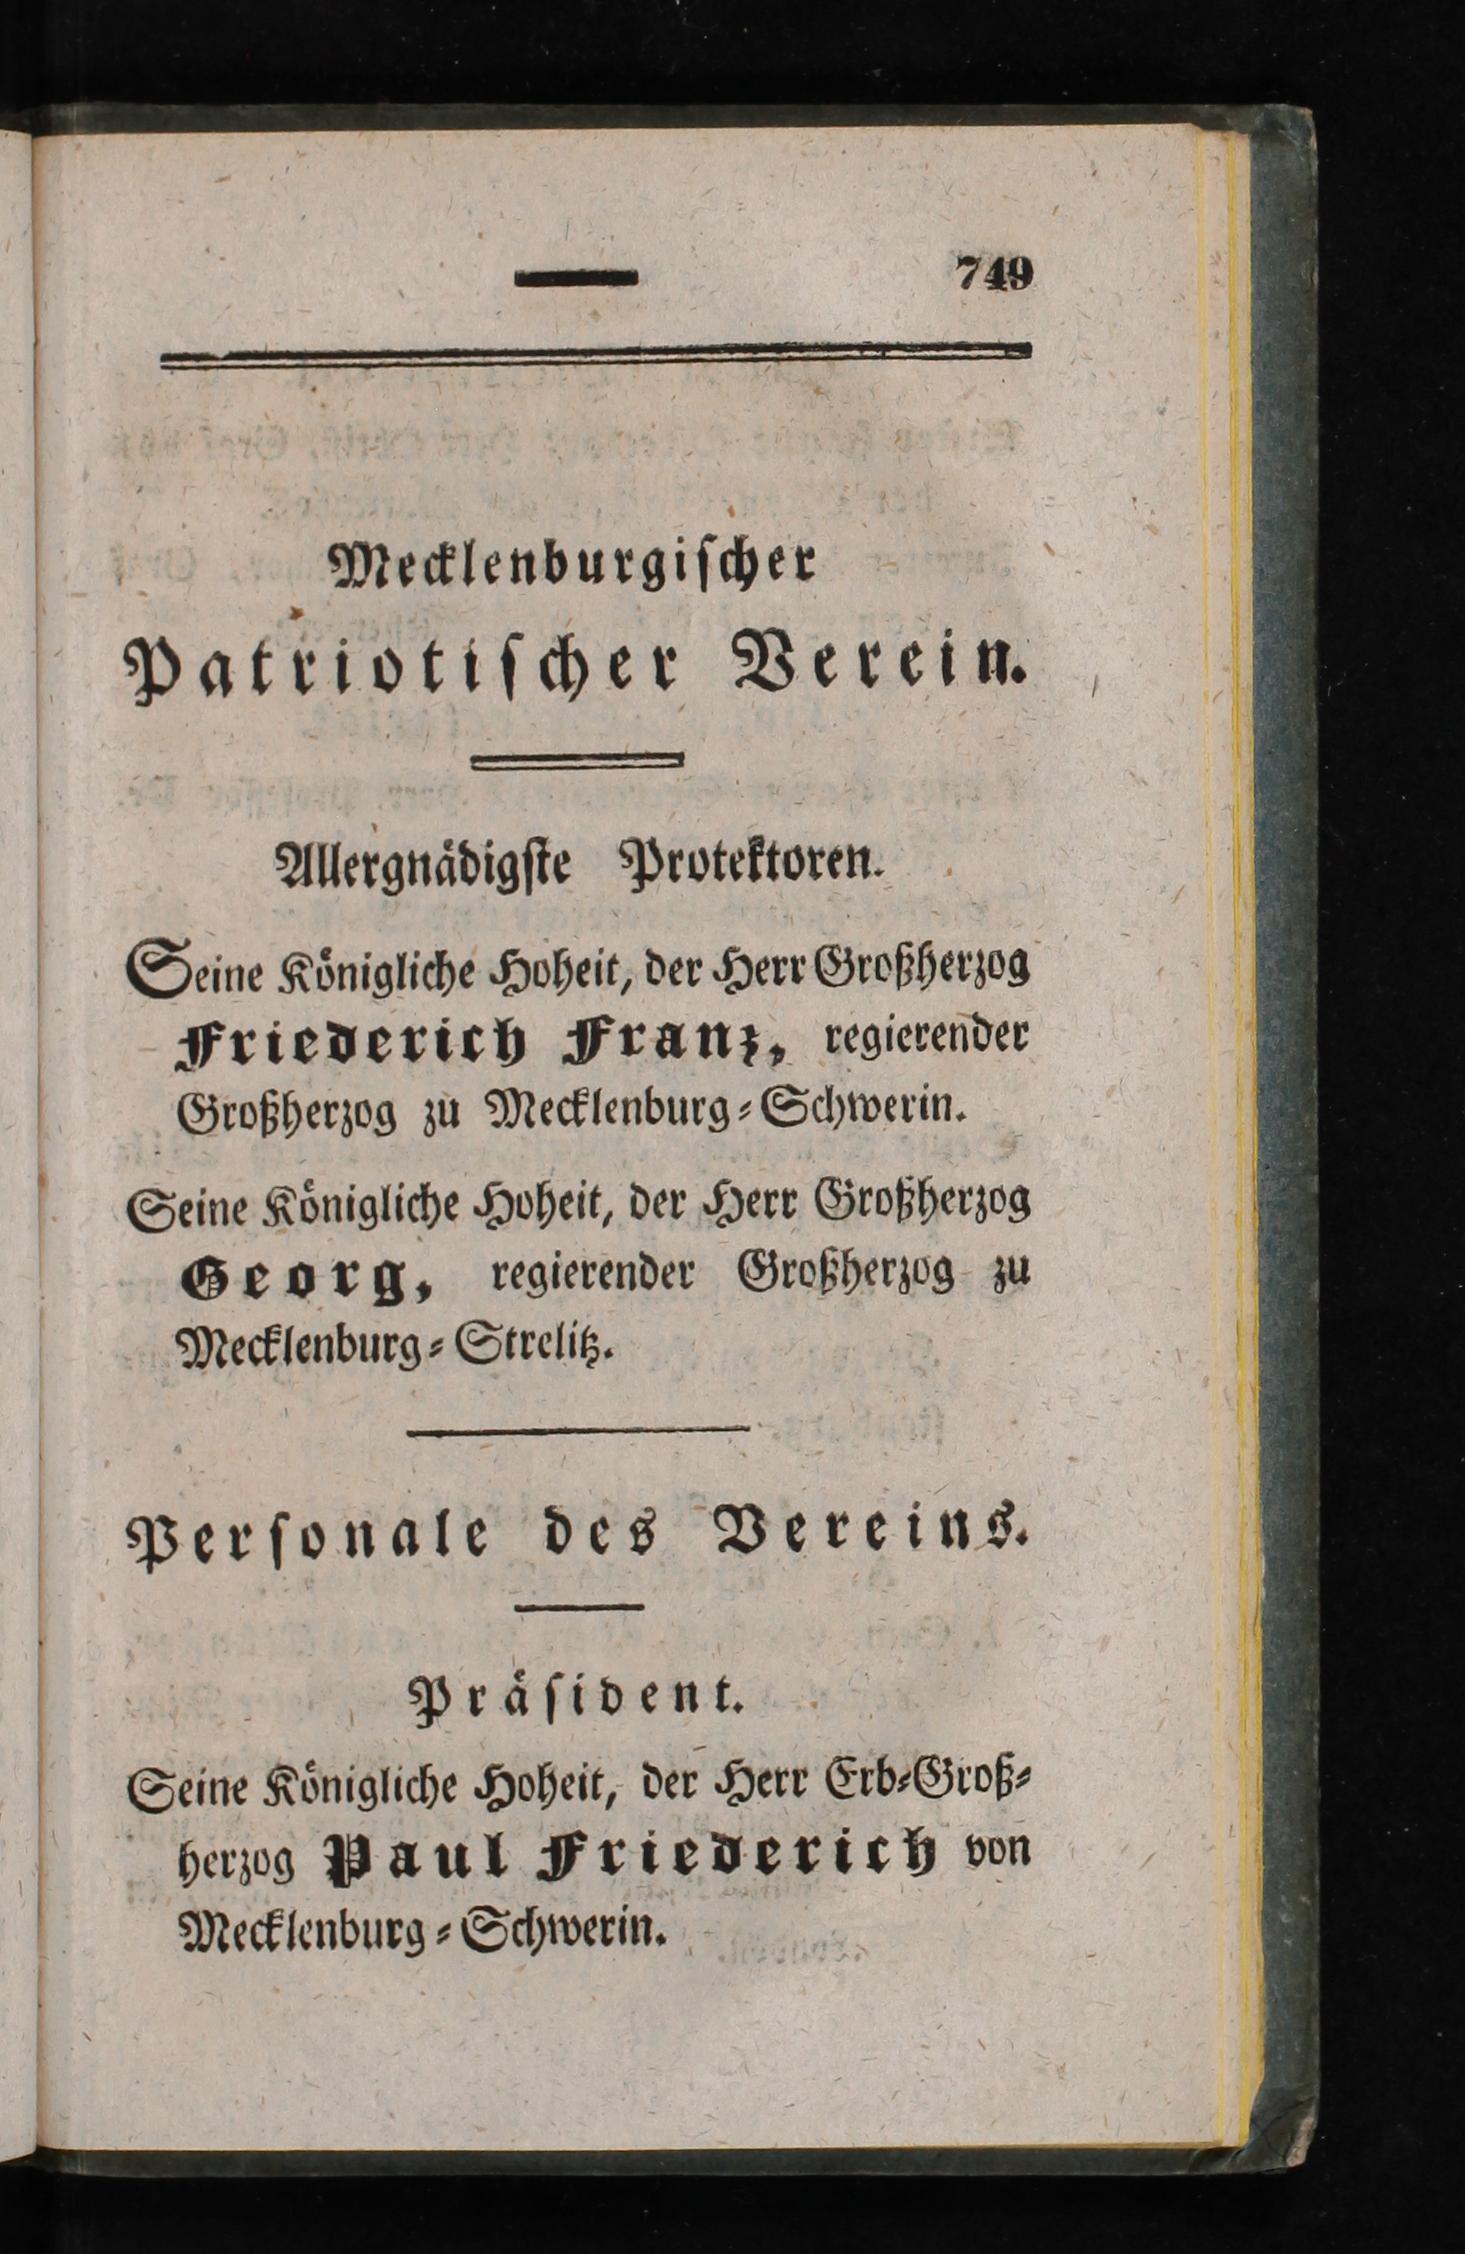 749
Mecklenburgischer
Patriotischer Verein.
Allergnädigste Protektoren.
Seine Königliche Hoheit, der Herr Großherzog
Friederich Franz, regierender
Großherzog zu Mecklenburg-Schwerin.
Seine Königliche Hoheit, der Herr Großherzog
Georg, regierender Großherzog zu
Mecklenburg-Strelitz.
Personale des Vereins.
Präsident.
Seine Königliche Hoheit, der Herr Erb-Groß-
herzog Paul Friederich von
Mecklenburg-Schwerin.